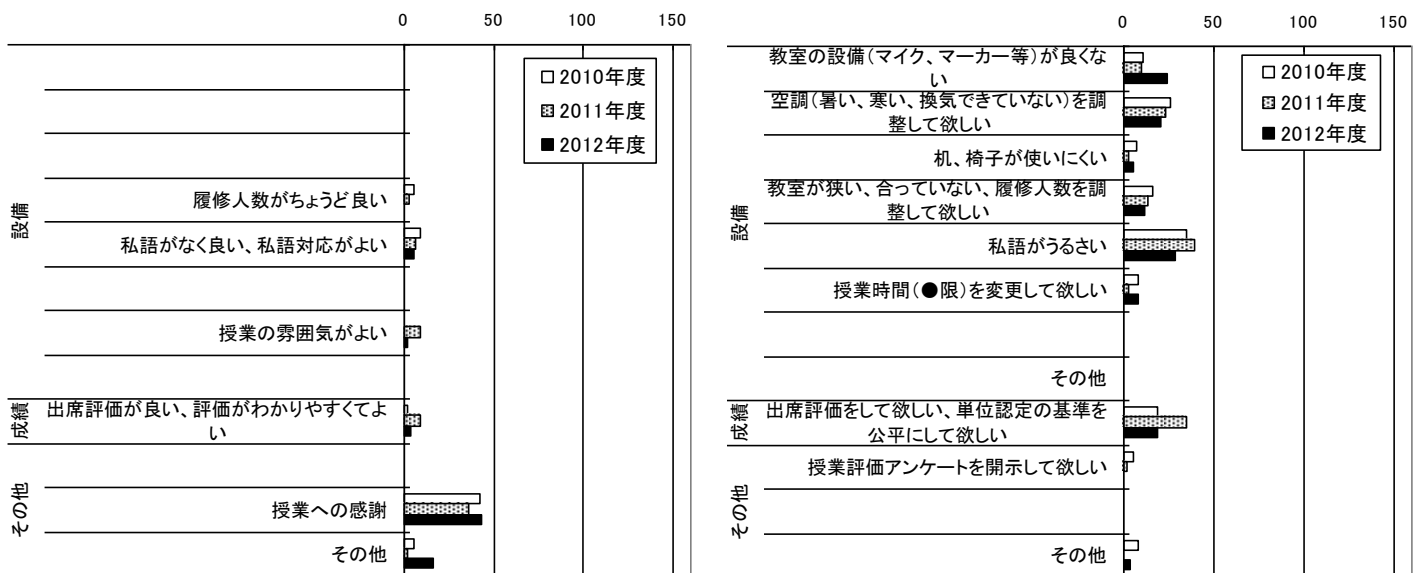 0 50 100 150
2010年度
2011年度
2012年度
設備
履修人数がちょうど良い
私語がなく良い、私語対応がよい
授業の雰囲気がよい
成績
出席評価が良い、評価がわかりやすくてよ
い
その他
授業への感謝
その他
0 50 100 150
2010年度
2011年度
2012年度
設備
教室の設備(マイク、マーカー等)が良くな
い
空調(暑い、寒い、換気できていない)を調
整して欲しい
机、椅子が使いにくい
教室が狭い、合っていない、履修人数を調
整して欲しい
私語がうるさい
授業時間(●限)を変更して欲しい
その他
成績
出席評価をして欲しい、単位認定の基準を
公平にして欲しい
その他
授業評価アンケートを開示して欲しい
その他